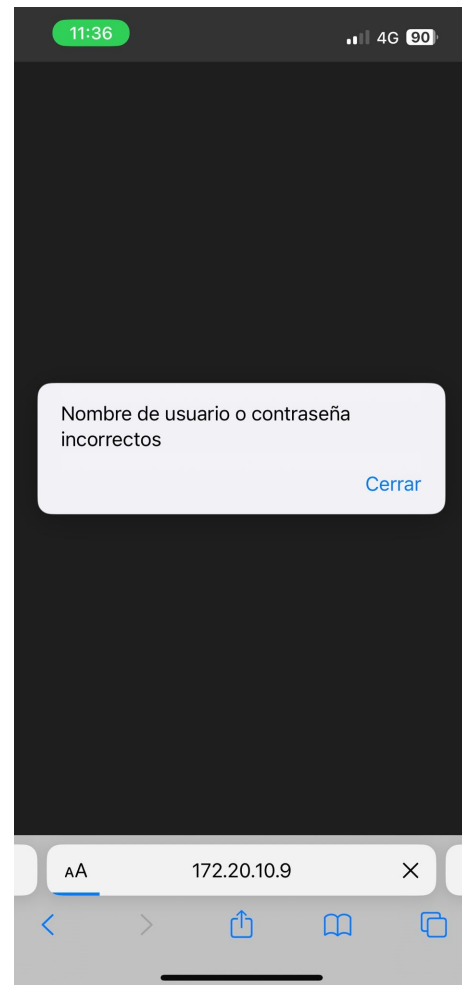 11:36
4G 90
Nombre de usuario o contraseña
incorrectos
Cerrar
AA 172.20.10.9